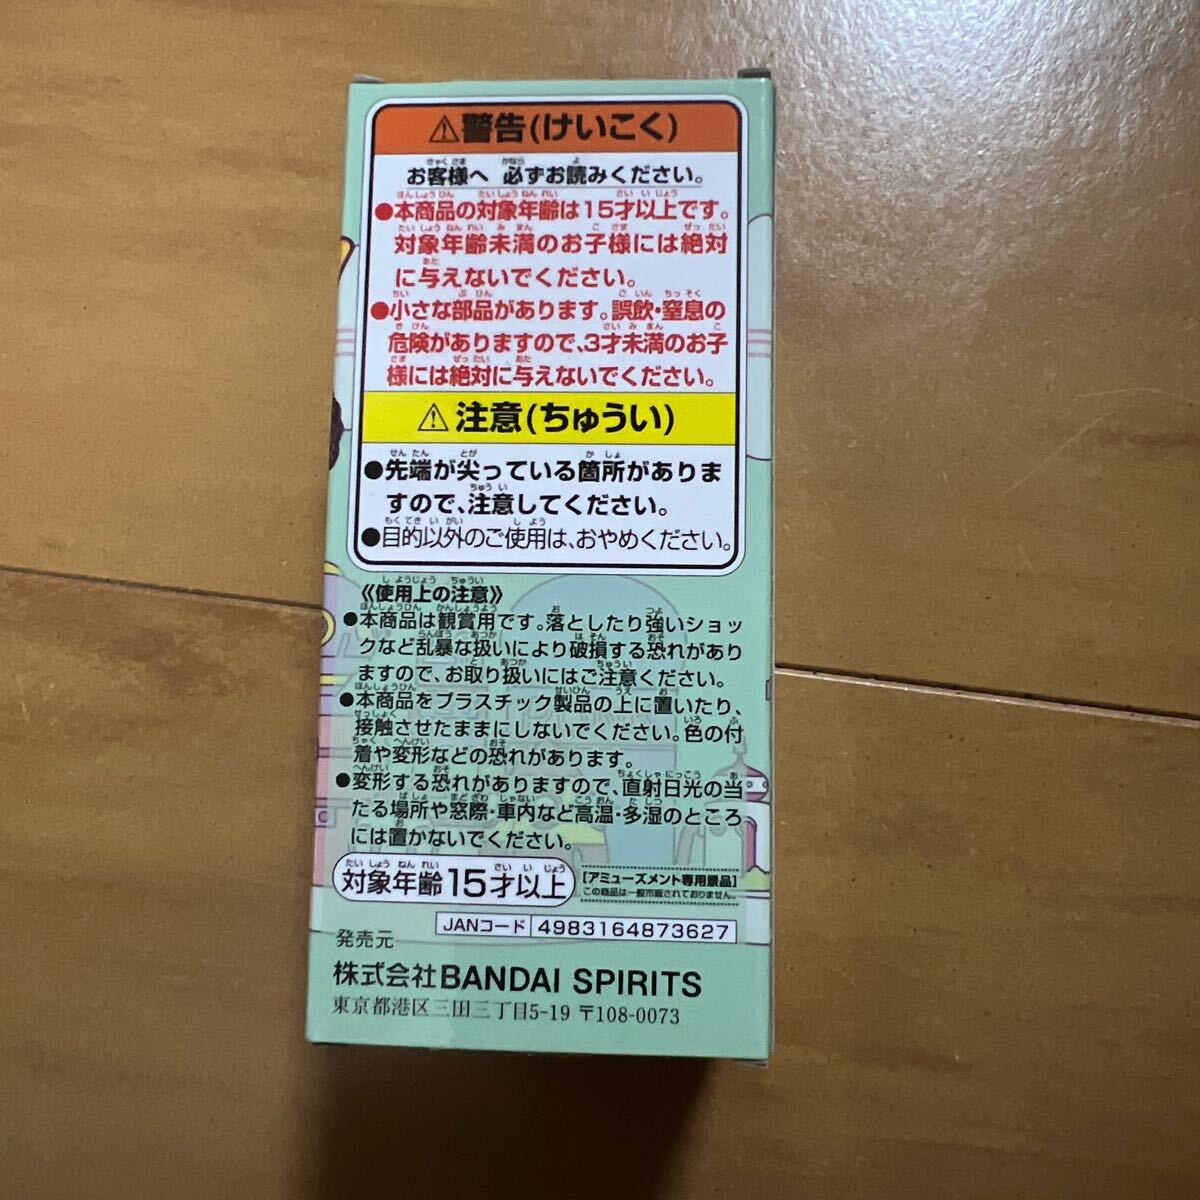 ⚠警告(けいこく)
お客様へ 必ずお読みください。
●本商品の対象年齢は15才以上です。
対象年齢未満のお子様には絶対
に与えないでください。
●小さな部品があります。誤飲・窒息の
危険がありますので、3才未満のお子
様には絶対に与えないでください。
⚠注意(ちゅうい)
●先端が尖っている箇所がありま
すので、注意してください。
●目的以外のご使用は、おやめください。
《使用上の注意》
●本商品は観賞用です。落としたり強いショッ
クなど乱暴な扱いにより破損する恐れがあり
ますので、お取り扱いにはご注意ください。
●本商品をプラスチック製品の上に置いたり、
接触させたままにしないでください。色の付
着や変形などの恐れがあります。
●変形する恐れがありますので、直射日光の当
たる場所や窓際・車内など高温・多湿のところ
には置かないでください。
対象年齢15才以上
[アミューズメント専用景品]
この商品は一般市販されておりません。
JANコード 4983164873627
発売元
株式会社BANDAI SPIRITS
東京都港区三田三丁目5-19 〒108-0073